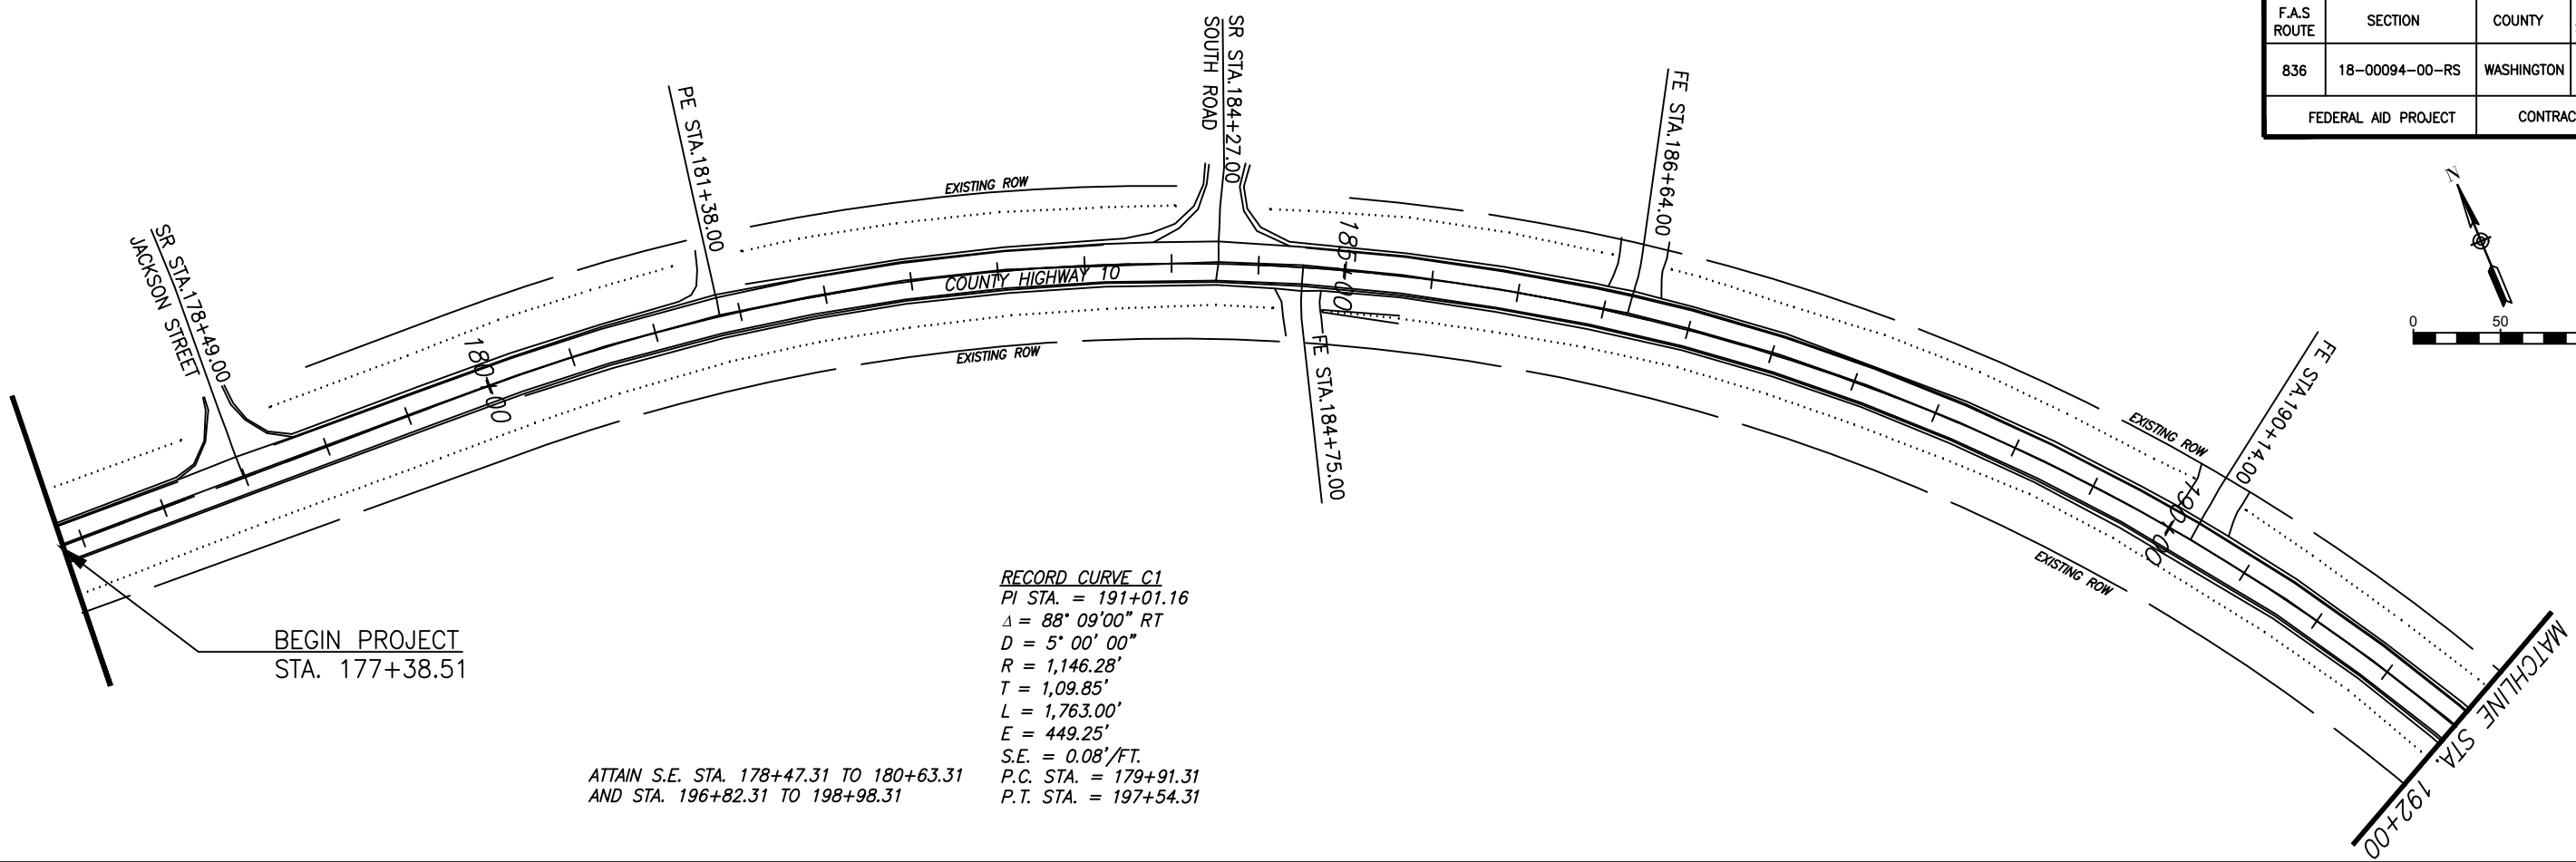 F.A.S
ROUTE
SECTION
COUNTY
836
18-00094-00-RS
WASHINGTON
FEDERAL AID PROJECT
CONTRAC
N
0
50
SR STA.178+49.00
JACKSON STREET
PE STA.181+38.00
SR STA.184+27.00
SOUTH ROAD
FE STA.186+64.00
FE STA.190+14.00
FE STA.184+75.00
EXISTING ROW
EXISTING ROW
EXISTING ROW
EXISTING ROW
COUNTY HIGHWAY 10
180+00
185+00
190+00
MATCHLINE STA. 192+00
BEGIN PROJECT
STA. 177+38.51
RECORD CURVE C1
PI STA. = 191+01.16
Δ = 88° 09'00" RT
D = 5° 00' 00"
R = 1,146.28'
T = 1,09.85'
L = 1,763.00'
E = 449.25'
S.E. = 0.08'/FT.
P.C. STA. = 179+91.31
P.T. STA. = 197+54.31
ATTAIN S.E. STA. 178+47.31 TO 180+63.31
AND STA. 196+82.31 TO 198+98.31